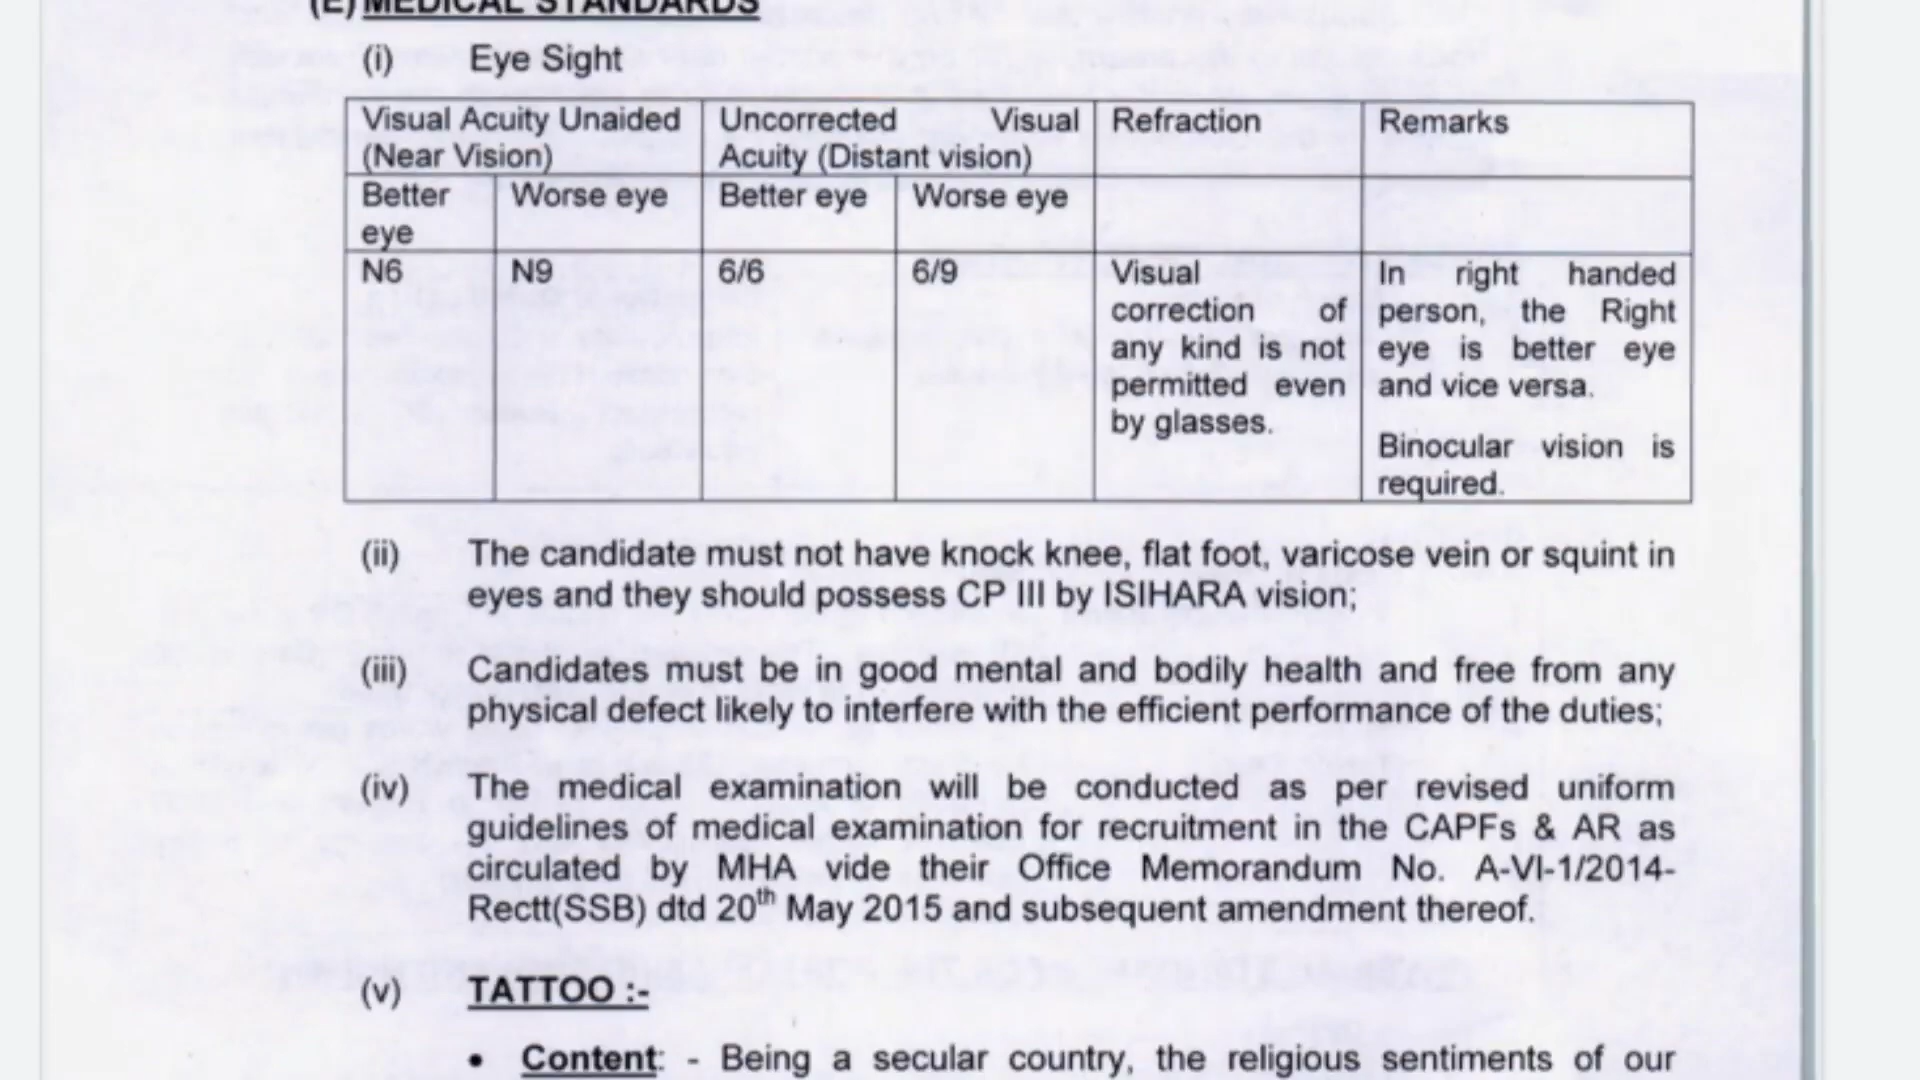 (E) MEDICAL STANDARDS
(i) Eye Sight
Visual Acuity Unaided (Near Vision) Uncorrected Visual Acuity (Distant vision) Refraction Remarks
Better eye Worse eye Better eye Worse eye
N6 N9 6/6 6/9
Visual
correction of
any kind is not
permitted even
by glasses.
In right handed
person, the Right
eye is better eye
and vice versa.
Binocular vision is
required.
(ii) The candidate must not have knock knee, flat foot, varicose vein or squint in
eyes and they should possess CP III by ISIHARA vision;
(iii) Candidates must be in good mental and bodily health and free from any
physical defect likely to interfere with the efficient performance of the duties;
(iv) The medical examination will be conducted as per revised uniform
guidelines of medical examination for recruitment in the CAPFs & AR as
circulated by MHA vide their Office Memorandum No. A-VI-1/2014-
Rectt(SSB) dtd 20th May 2015 and subsequent amendment thereof.
(v) TATTOO :-
• Content: - Being a secular country, the religious sentiments of our